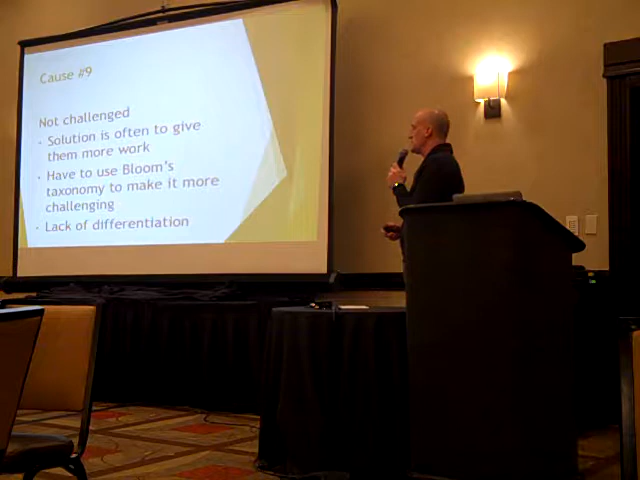 Cause #9
Not challenged
· Solution is often to give
them more work
· Have to use Bloom's
taxonomy to make it more
challenging
· Lack of differentiation